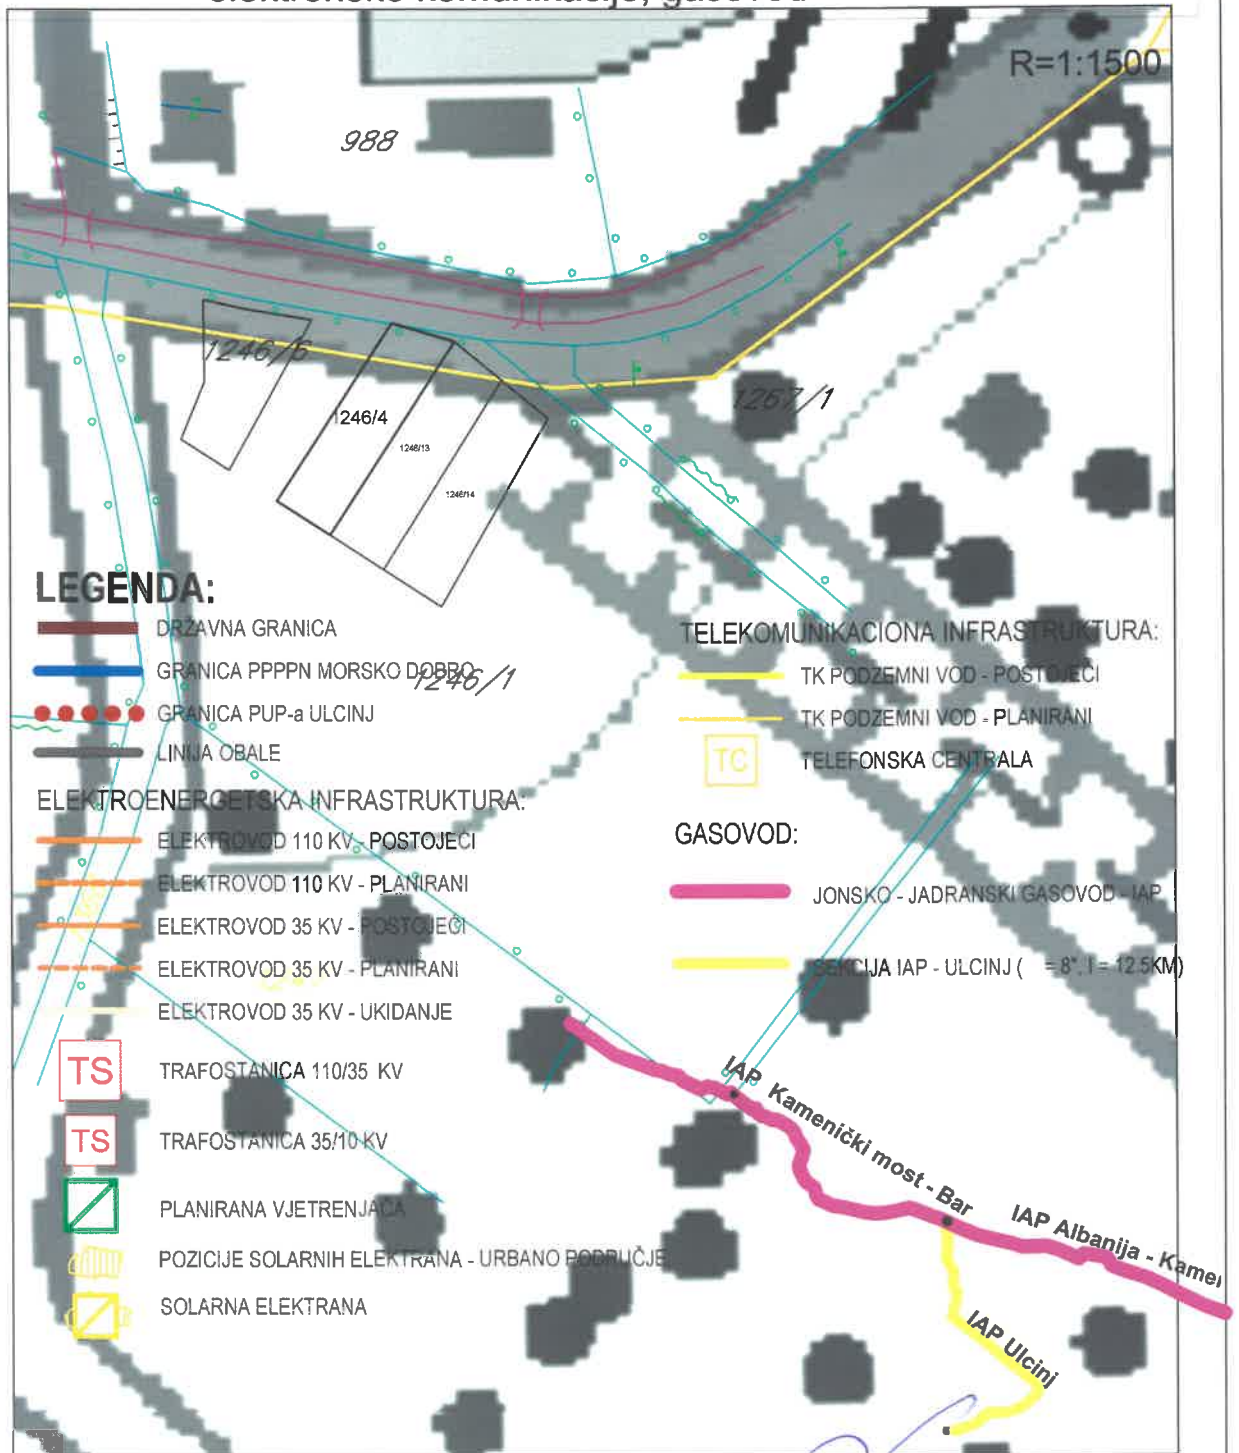 R=1:1500
988
1246/6
1246/4
1246/13
1246/14
1267/1
LEGENDA:
DRŽAVNA GRANICA
GRANICA PPPPN MORSKO DOBRO
1246/1
GRANICA PUP-a ULCINJ
LINIJA OBALE
ELEKTROENERGETSKA INFRASTRUKTURA:
ELEKTROVOD 110 KV - POSTOJEĆI
ELEKTROVOD 110 KV - PLANIRANI
ELEKTROVOD 35 KV - POSTOJEĆI
ELEKTROVOD 35 KV - PLANIRANI
ELEKTROVOD 35 KV - UKIDANJE
TS TRAFOSTANICA 110/35 KV
TS TRAFOSTANICA 35/10 KV
PLANIRANA VJETRENJAČA
POZICIJE SOLARNIH ELEKTRANA - URBANO PODRUČJE
SOLARNA ELEKTRANA
TELEKOMUNIKACIONA INFRASTRUKTURA:
TK PODZEMNI VOD - POSTOJEĆI
TK PODZEMNI VOD - PLANIRANI
TC TELEFONSKA CENTRALA
GASOVOD:
JONSKO - JADRANSKI GASOVOD - IAP
SEKCIJA IAP - ULCINJ ( = 8", l = 12.5KM)
IAP Kamenički most - Bar
IAP Albanija - Kamei
IAP Ulcinj